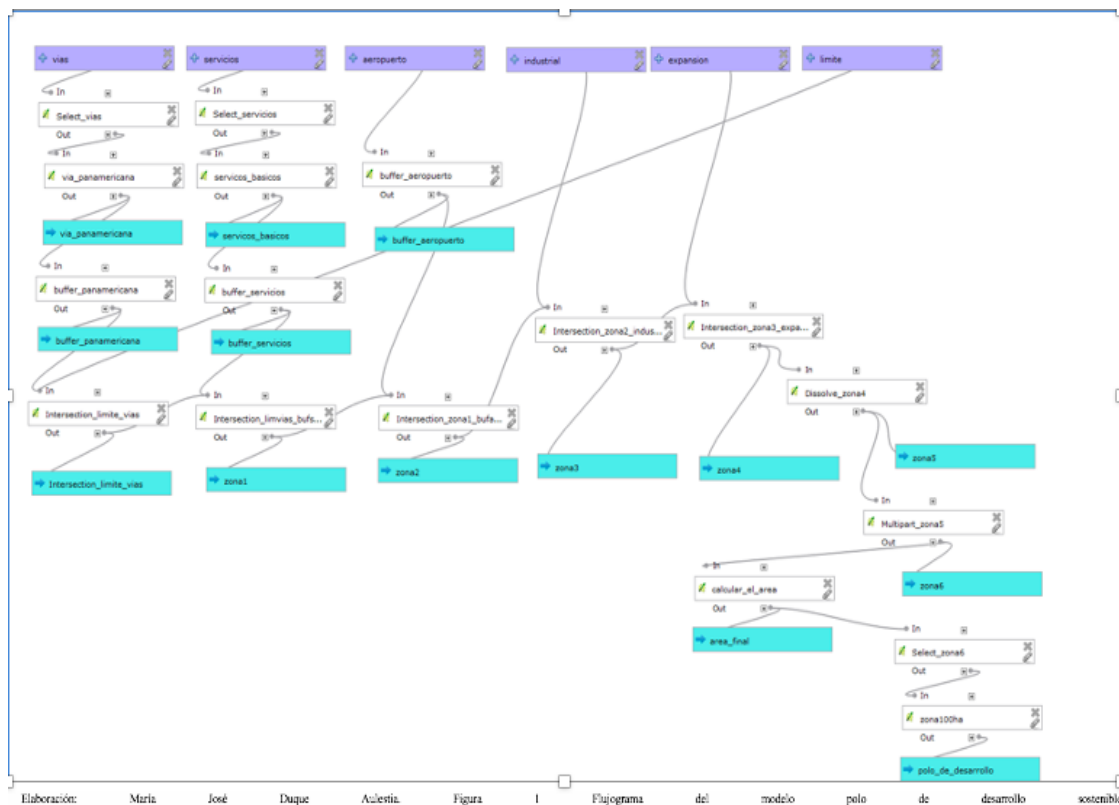 vias
servicios
aeropuerto
industrial
expansion
limite
In
Select_vias
Out
In
via_panamericana
Out
via_panamericana
In
buffer_panamericana
Out
buffer_panamericana
In
Intersection_limite_vias
Out
Intersection_limite_vias
In
Select_servicios
Out
In
servicos_basicos
Out
servicos_basicos
In
buffer_servicios
Out
buffer_servicios
In
Intersection_limvias_bufs...
Out
zona1
In
buffer_aeropuerto
Out
buffer_aeropuerto
In
Intersection_zona1_bufa...
Out
zona2
In
Intersection_zona2_indus...
Out
zona3
In
Intersection_zona3_expa...
Out
zona4
In
Dissolve_zona4
Out
zona5
In
Multipart_zona5
Out
zona6
In
calcular_el_area
Out
area_final
In
Select_zona6
Out
In
zona100ha
Out
polo_de_desarrollo
Elaboración: María José Duque Aulestia. Figura 1 Flujograma del modelo polo de desarrollo sostenible